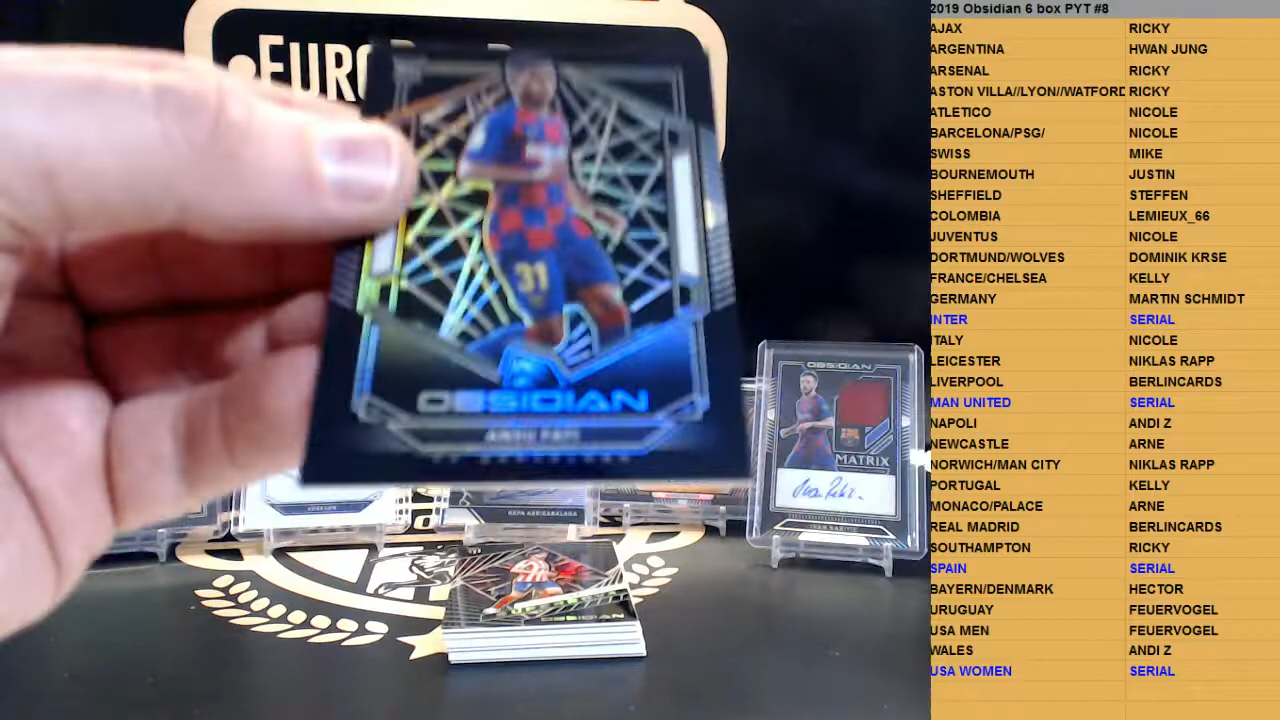 EURO
31
OBSIDIAN
ANSU FATI
OBSIDIAN
MATRIX
OBSIDIAN
2019 Obsidian 6 box PYT #8
AJAX RICKY
ARGENTINA HWAN JUNG
ARSENAL RICKY
ASTON VILLA//LYON//WATFORD RICKY
ATLETICO NICOLE
BARCELONA/PSG/ NICOLE
SWISS MIKE
BOURNEMOUTH JUSTIN
SHEFFIELD STEFFEN
COLOMBIA LEMIEUX_66
JUVENTUS NICOLE
DORTMUND/WOLVES DOMINIK KRSE
FRANCE/CHELSEA KELLY
GERMANY MARTIN SCHMIDT
INTER SERIAL
ITALY NICOLE
LEICESTER NIKLAS RAPP
LIVERPOOL BERLINCARDS
MAN UNITED SERIAL
NAPOLI ANDI Z
NEWCASTLE ARNE
NORWICH/MAN CITY NIKLAS RAPP
PORTUGAL KELLY
MONACO/PALACE ARNE
REAL MADRID BERLINCARDS
SOUTHAMPTON RICKY
SPAIN SERIAL
BAYERN/DENMARK HECTOR
URUGUAY FEUERVOGEL
USA MEN FEUERVOGEL
WALES ANDI Z
USA WOMEN SERIAL